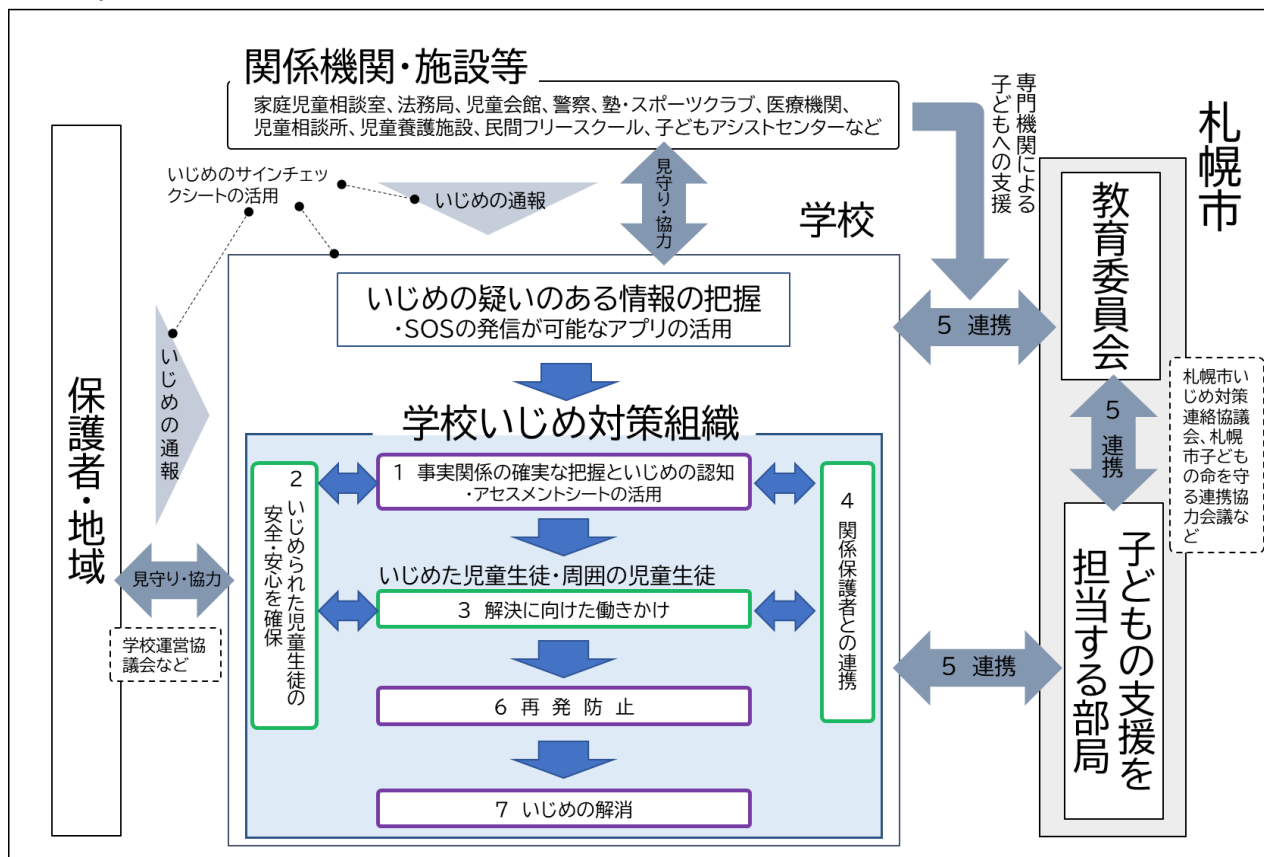 関係機関・施設等
家庭児童相談室、法務局、児童会館、警察、塾・スポーツクラブ、医療機関、
児童相談所、児童養護施設、民間フリースクール、子どもアシストセンターなど
専門機関による
子どもへの支援
札幌市
いじめのサインチェッ
クシートの活用
いじめの通報
見守り・協力
学校
いじめの疑いのある情報の把握
・SOSの発信が可能なアプリの活用
5 連携
教育委員会
保護者・地域
いじめの通報
学校いじめ対策組織
1 事実関係の確実な把握といじめの認知
・アセスメントシートの活用
2 いじめられた児童生徒の
安全・安心を確保
いじめた児童生徒・周囲の児童生徒
3 解決に向けた働きかけ
4 関係保護者との連携
5 連携
札幌市い
じめ対策
連絡協議
会、札幌
市子ども
の命を守
る連携協
力会議な
ど
見守り・協力
学校運営協
議会など
5 連携
子どもの支援を
担当する部局
6 再 発 防 止
7 いじめの解消